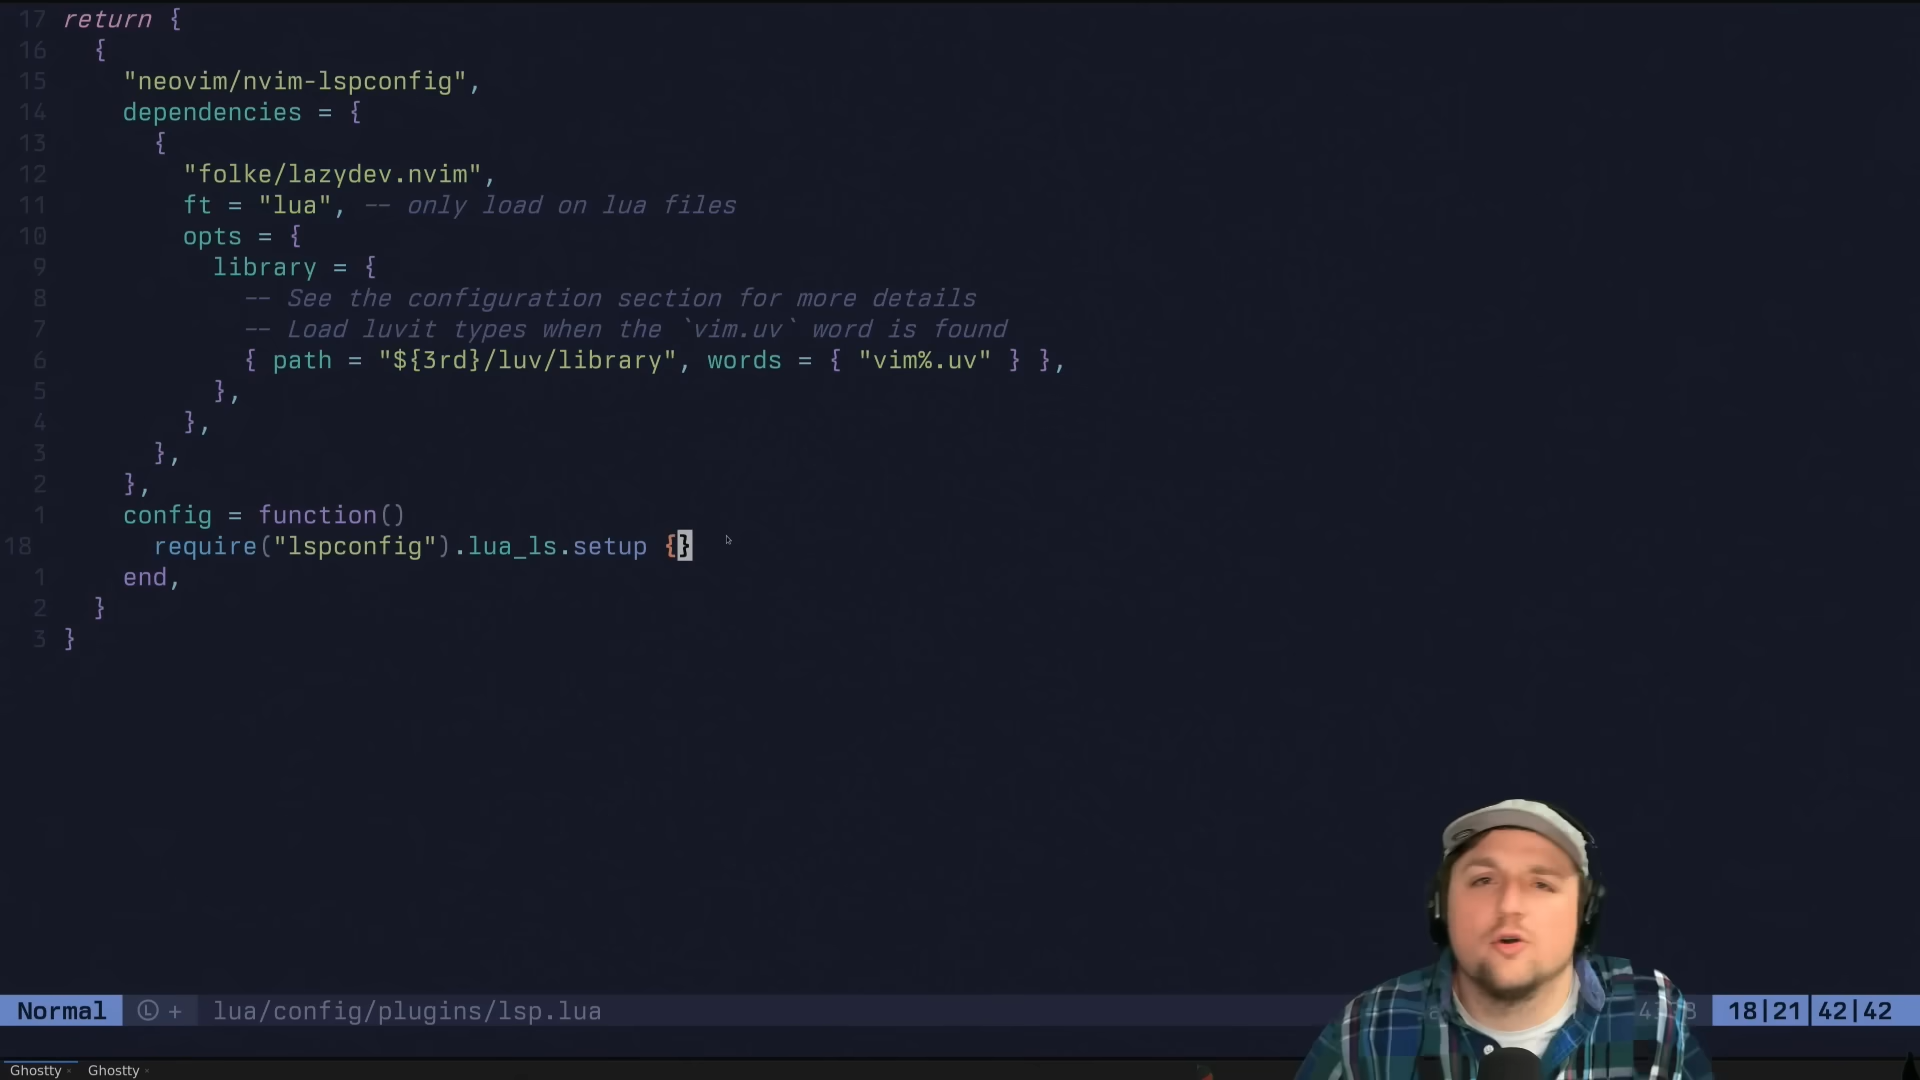 17 return {
16 {
15 "neovim/nvim-lspconfig",
14 dependencies = {
13 {
12 "folke/lazydev.nvim",
11 ft = "lua", -- only load on lua files
10 opts = {
9 library = {
8 -- See the configuration section for more details
7 -- Load luvit types when the `vim.uv` word is found
6 { path = "${3rd}/luv/library", words = { "vim%.uv" } },
5 },
4 },
3 },
2 },
1 config = function()
18 require("lspconfig").lua_ls.setup {}
1 end,
2 }
3 }
Normal L + lua/config/plugins/lsp.lua 18|21|42|42
Ghostty Ghostty